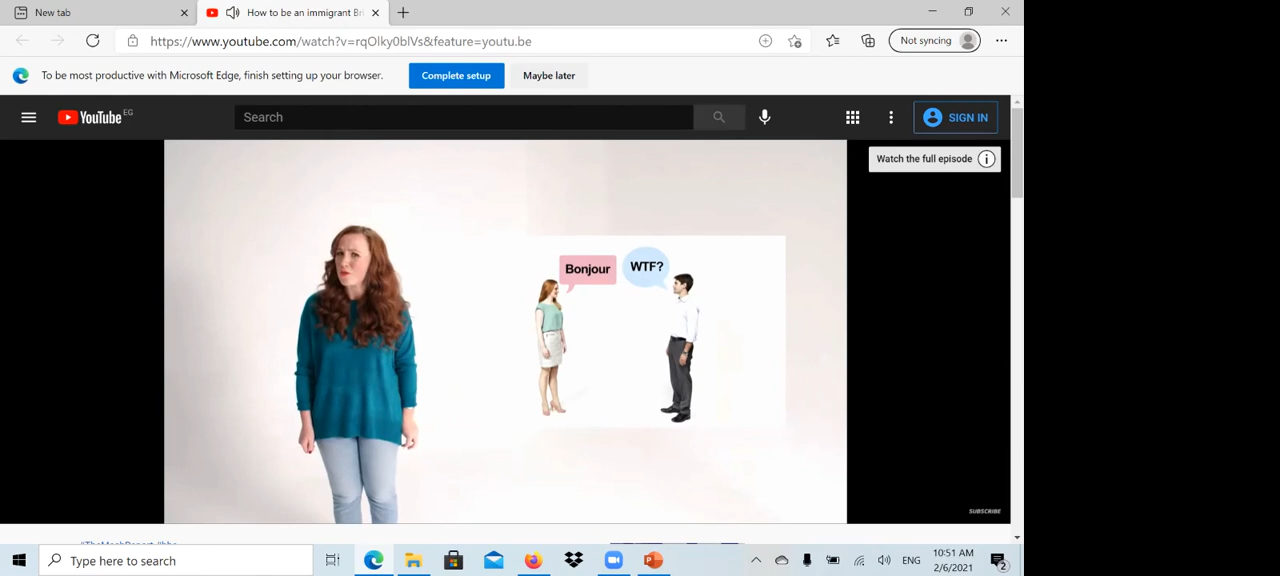 New tab
How to be an immigrant Bri
https://www.youtube.com/watch?v=rqOlky0blVs&feature=youtu.be
Not syncing
To be most productive with Microsoft Edge, finish setting up your browser.
Complete setup
Maybe later
YouTube EG
Search
SIGN IN
Watch the full episode
Bonjour
WTF?
SUBSCRIBE
Type here to search
ENG
10:51 AM
2/6/2021
2